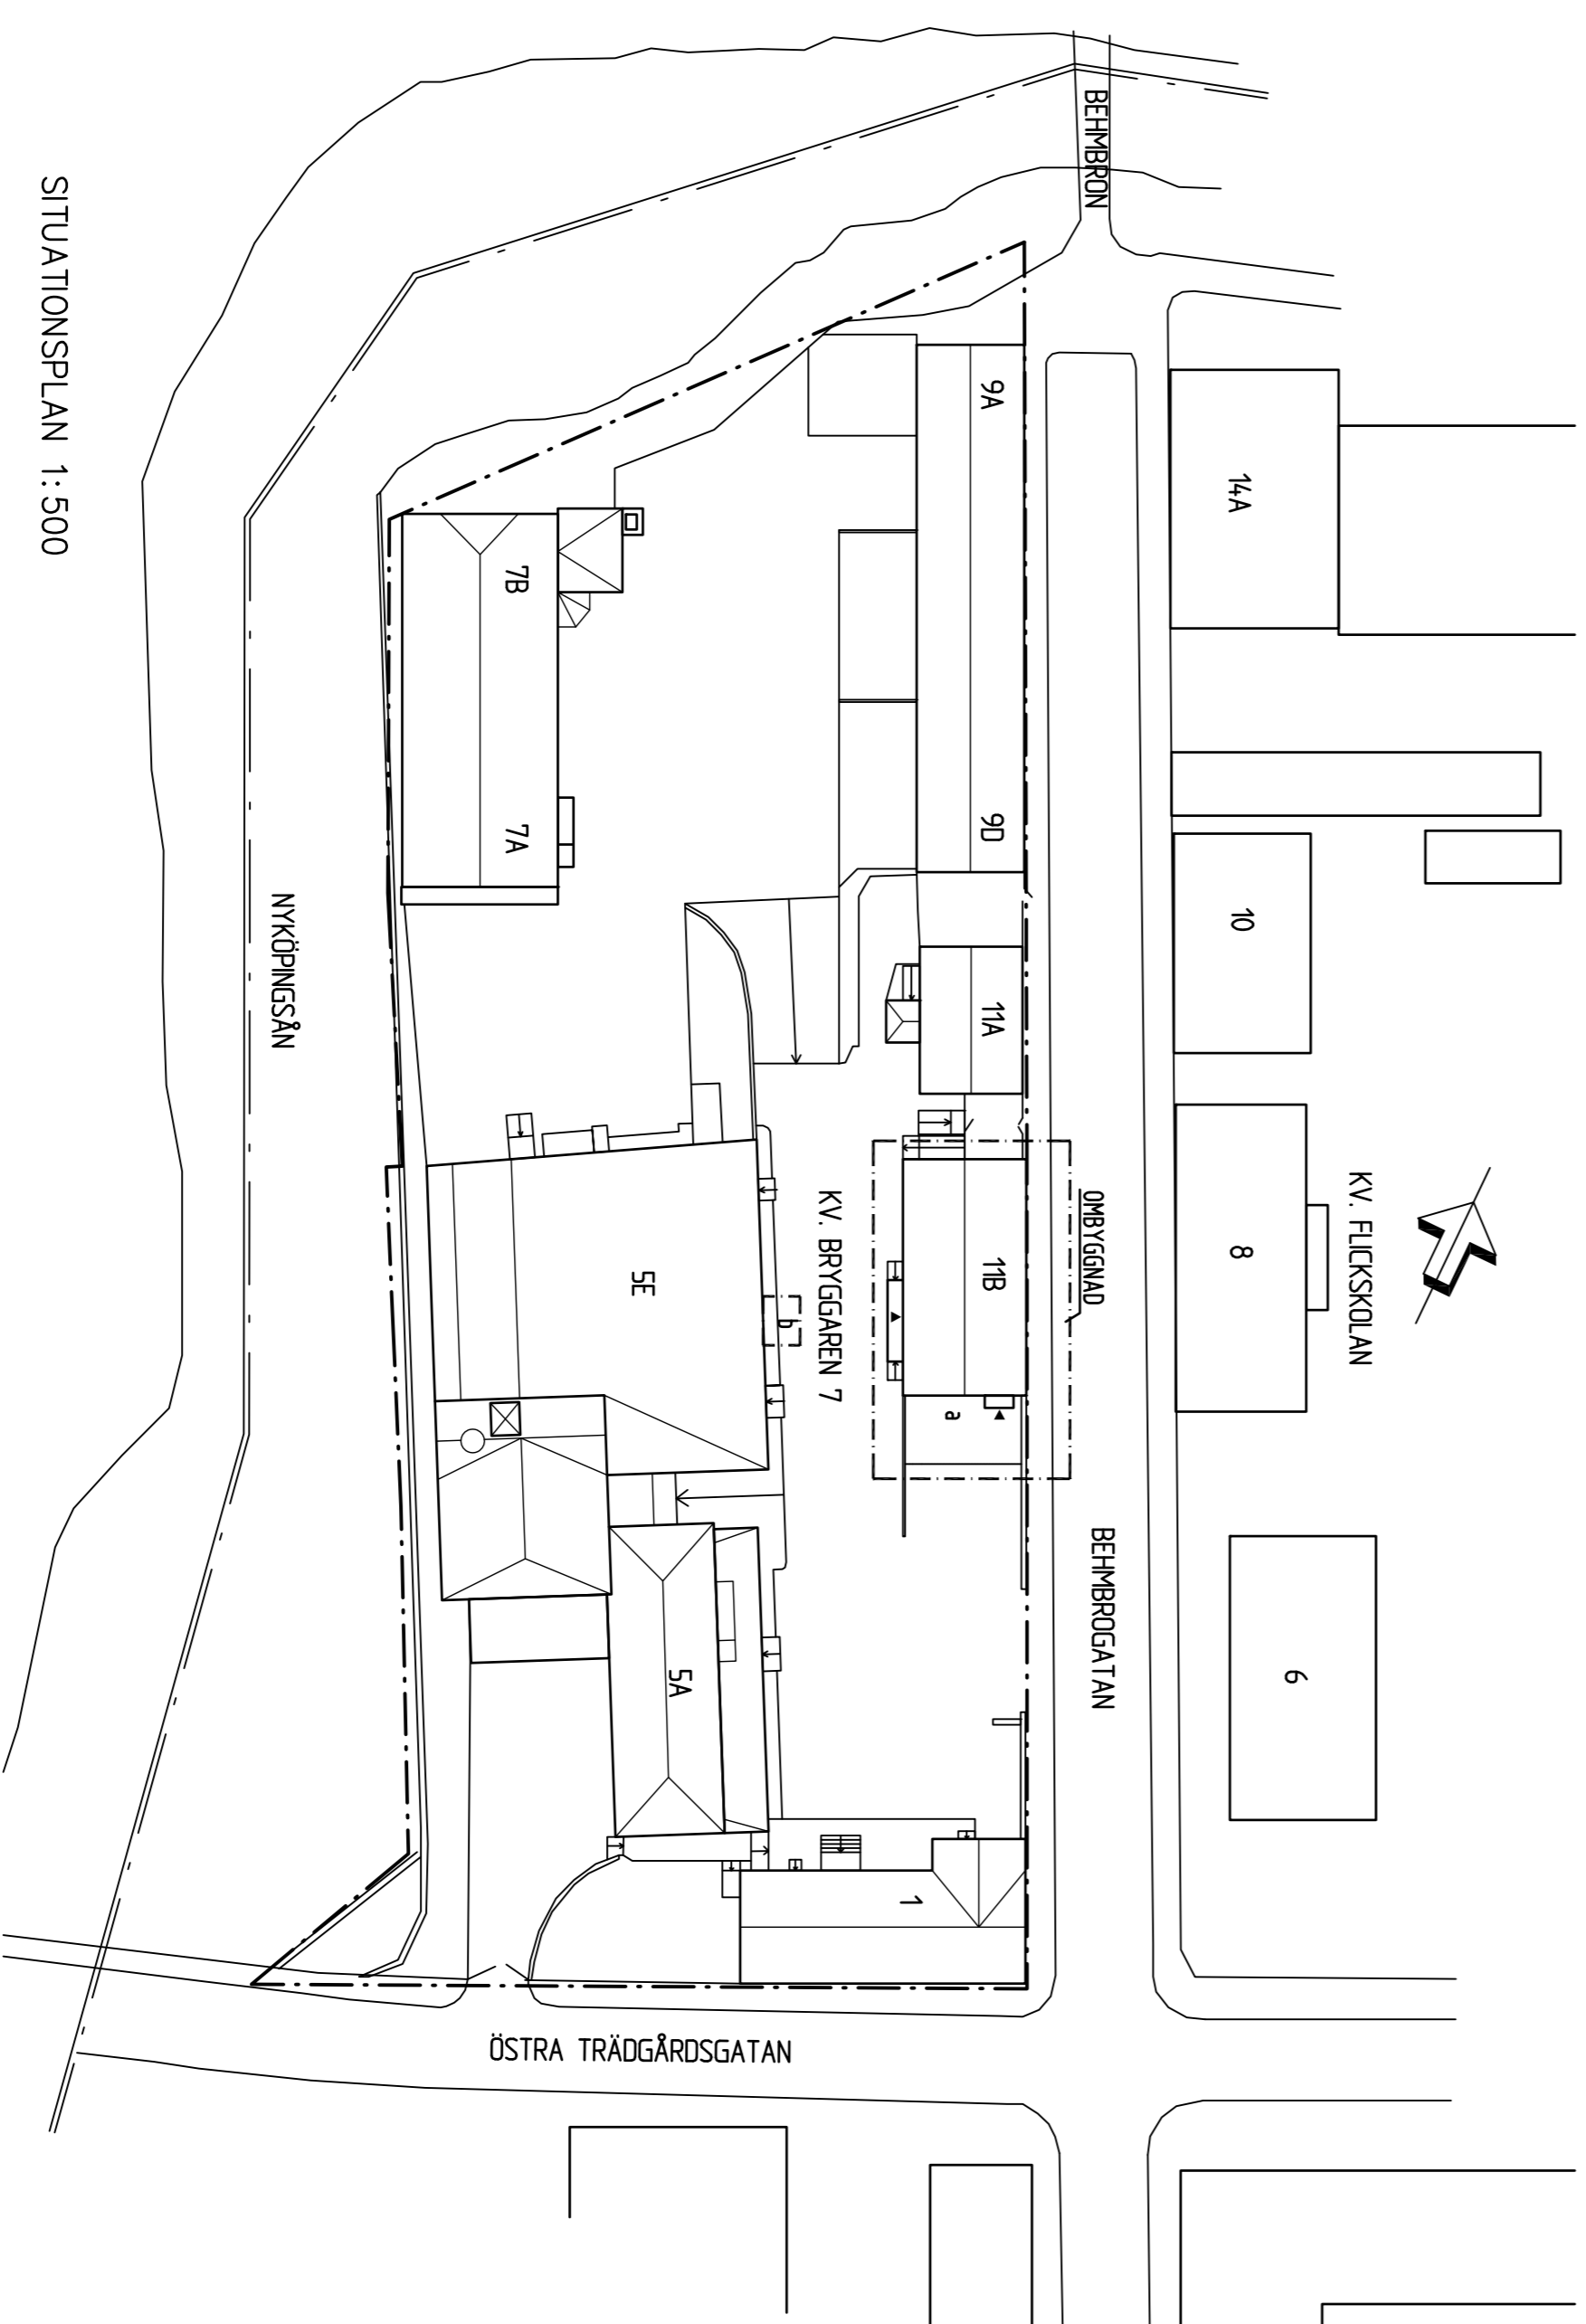 BEHMBRON
14A
10
8
6
KV. FLICKSKOLAN
BEHMBROGATAN
OMBYGGNAD
9A
9D
11A
11B
a
1
KV. BRYGGAREN 7
b
7B
7A
5E
5A
ÖSTRA TRÄDGÅRDSGATAN
NYKÖPINGSÅN
SITUATIONSPLAN 1:500